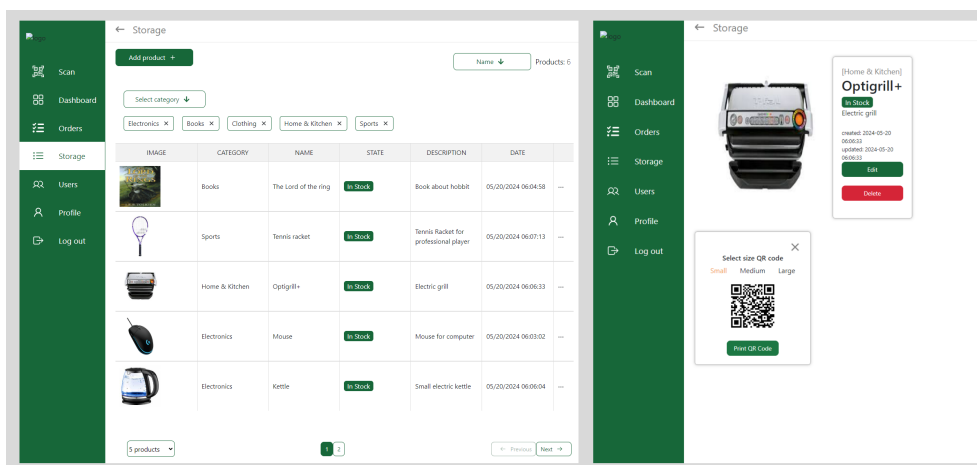 ← Storage
Add product +
Name ↓
Products: 6
Scan
Dashboard
Orders
Storage
Users
Profile
Log out
Select category ↓
Electronics ×
Books ×
Clothing ×
Home & Kitchen ×
Sports ×
IMAGE CATEGORY NAME STATE DESCRIPTION DATE
Books The Lord of the ring In Stock Book about hobbit 05/20/2024 06:04:58 ...
Sports Tennis racket In Stock Tennis Racket for professional player 05/20/2024 06:07:13 ...
Home & Kitchen Optigrill+ In Stock Electric grill 05/20/2024 06:06:33 ...
Electronics Mouse In Stock Mouse for computer 05/20/2024 06:03:02 ...
Electronics Kettle In Stock Small electric kettle 05/20/2024 06:06:04 ...
5 products
1 2
← Previous
Next →
← Storage
Scan
Dashboard
Orders
Storage
Users
Profile
Log out
[Home & Kitchen]
Optigrill+
In Stock
Electric grill
created: 2024-05-20
06:06:33
updated: 2024-05-20
06:06:33
Edit
Delete
×
Select size QR code
Small Medium Large
Print QR Code